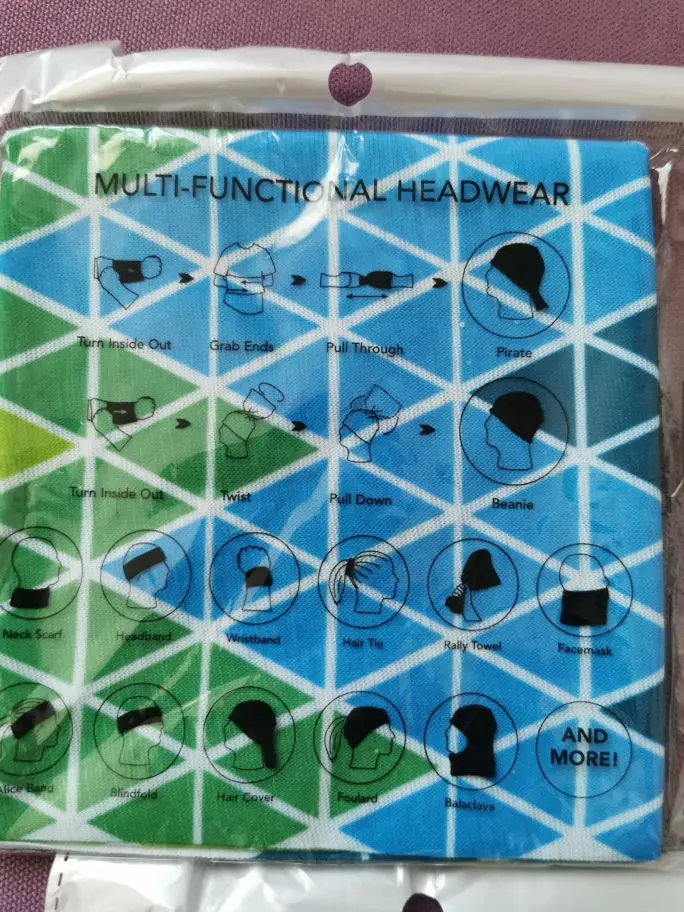 MULTI-FUNCTIONAL HEADWEAR
Turn Inside Out Grab Ends Pull Through Pirate
Turn Inside Out Twist Pull Down Beanie
Neck Scarf Headband Wristband Hair Tie Rally Towel Facemask
Alice Band Blindfold Hair Cover Foulard Balaclava AND MORE!